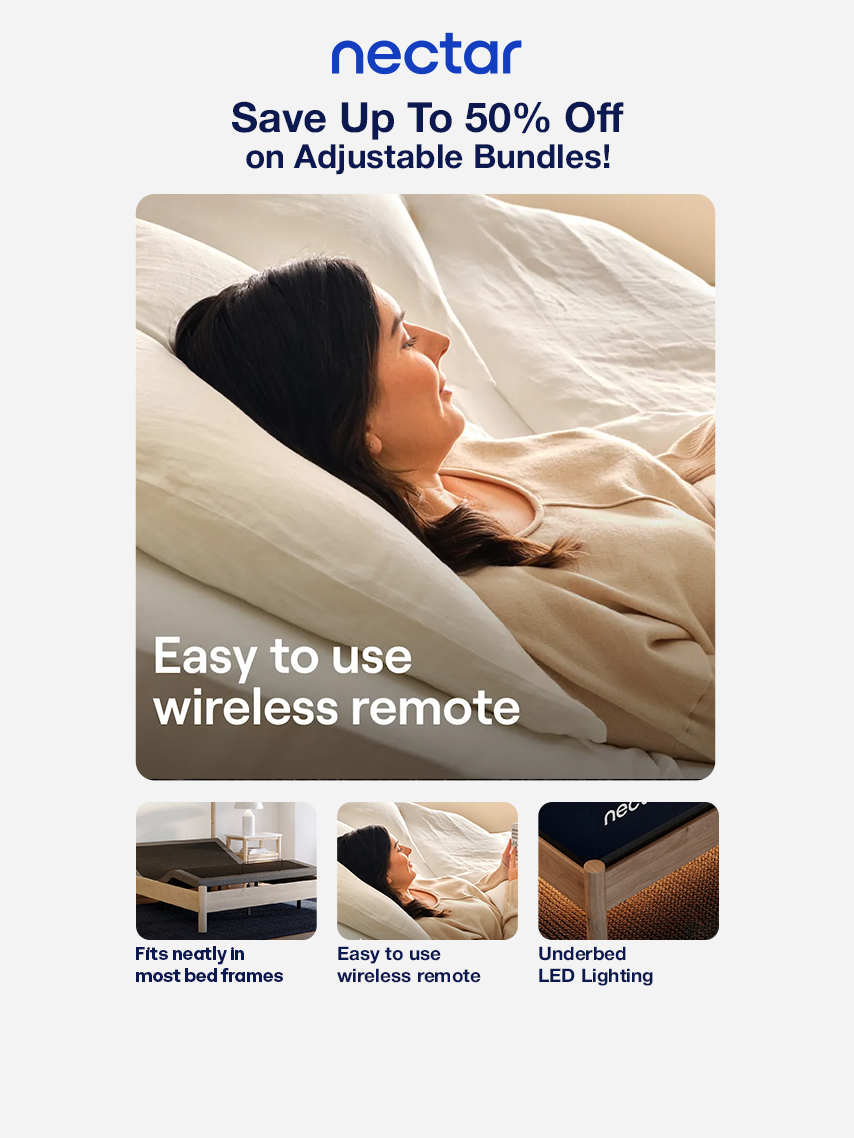 nectar
Save Up To 50% Off
on Adjustable Bundles!
Easy to use
wireless remote
Fits neatly in
most bed frames
Easy to use
wireless remote
Underbed
LED Lighting